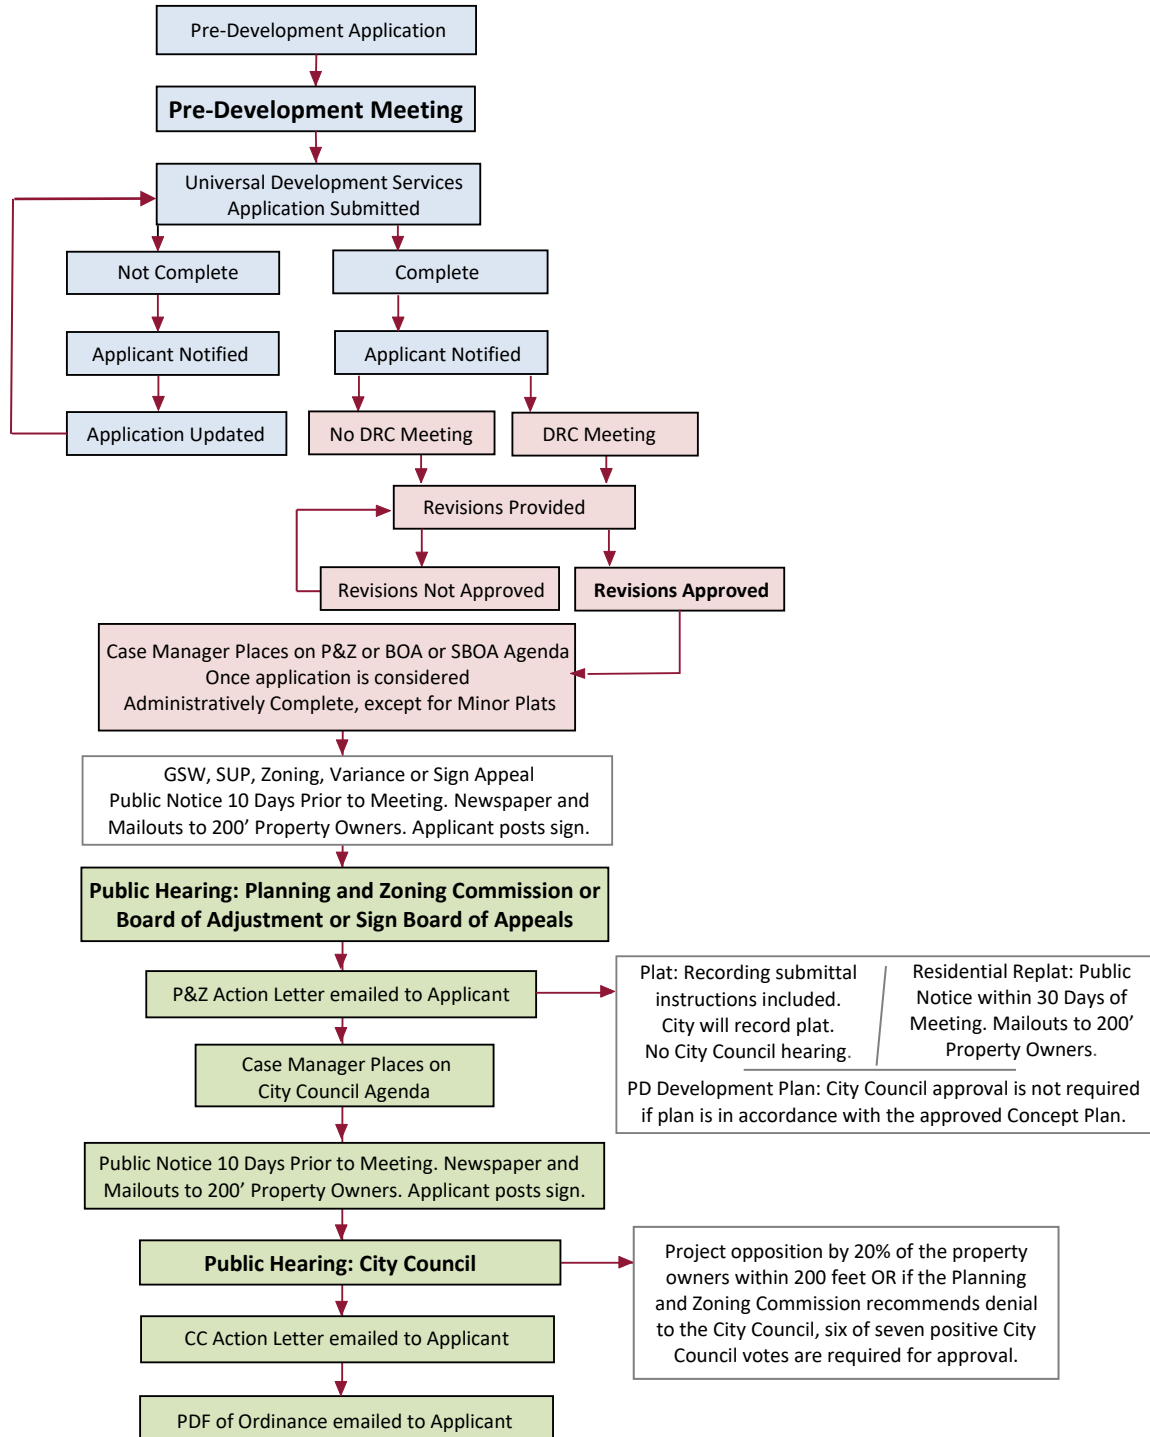 Pre-Development Application
Pre-Development Meeting
Universal Development Services
Application Submitted
Not Complete
Complete
Applicant Notified
Applicant Notified
Application Updated
No DRC Meeting
DRC Meeting
Revisions Provided
Revisions Not Approved
Revisions Approved
Case Manager Places on P&Z or BOA or SBOA Agenda
Once application is considered
Administratively Complete, except for Minor Plats
GSW, SUP, Zoning, Variance or Sign Appeal
Public Notice 10 Days Prior to Meeting. Newspaper and
Mailouts to 200’ Property Owners. Applicant posts sign.
Public Hearing: Planning and Zoning Commission or
Board of Adjustment or Sign Board of Appeals
P&Z Action Letter emailed to Applicant
Plat: Recording submittal
instructions included.
City will record plat.
No City Council hearing.
Residential Replat: Public
Notice within 30 Days of
Meeting. Mailouts to 200’
Property Owners.
PD Development Plan: City Council approval is not required
if plan is in accordance with the approved Concept Plan.
Case Manager Places on
City Council Agenda
Public Notice 10 Days Prior to Meeting. Newspaper and
Mailouts to 200’ Property Owners. Applicant posts sign.
Public Hearing: City Council
Project opposition by 20% of the property
owners within 200 feet OR if the Planning
and Zoning Commission recommends denial
to the City Council, six of seven positive City
Council votes are required for approval.
CC Action Letter emailed to Applicant
PDF of Ordinance emailed to Applicant